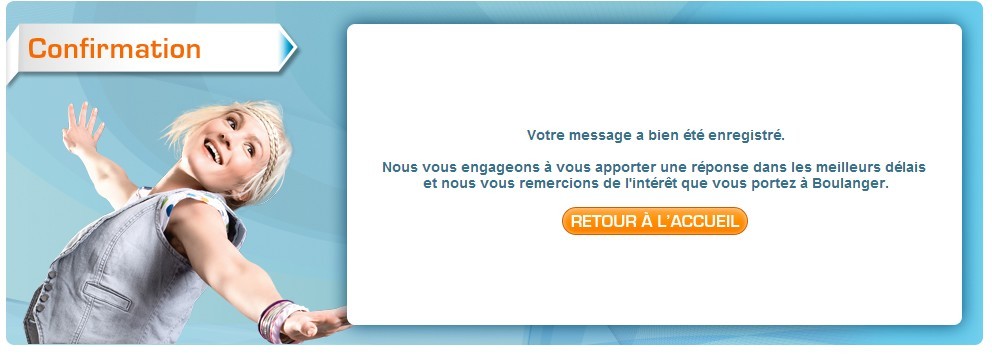 Confirmation
Votre message a bien été enregistré.
Nous vous engageons à vous apporter une réponse dans les meilleurs délais
et nous vous remercions de l'intérêt que vous portez à Boulanger.
RETOUR À L'ACCUEIL